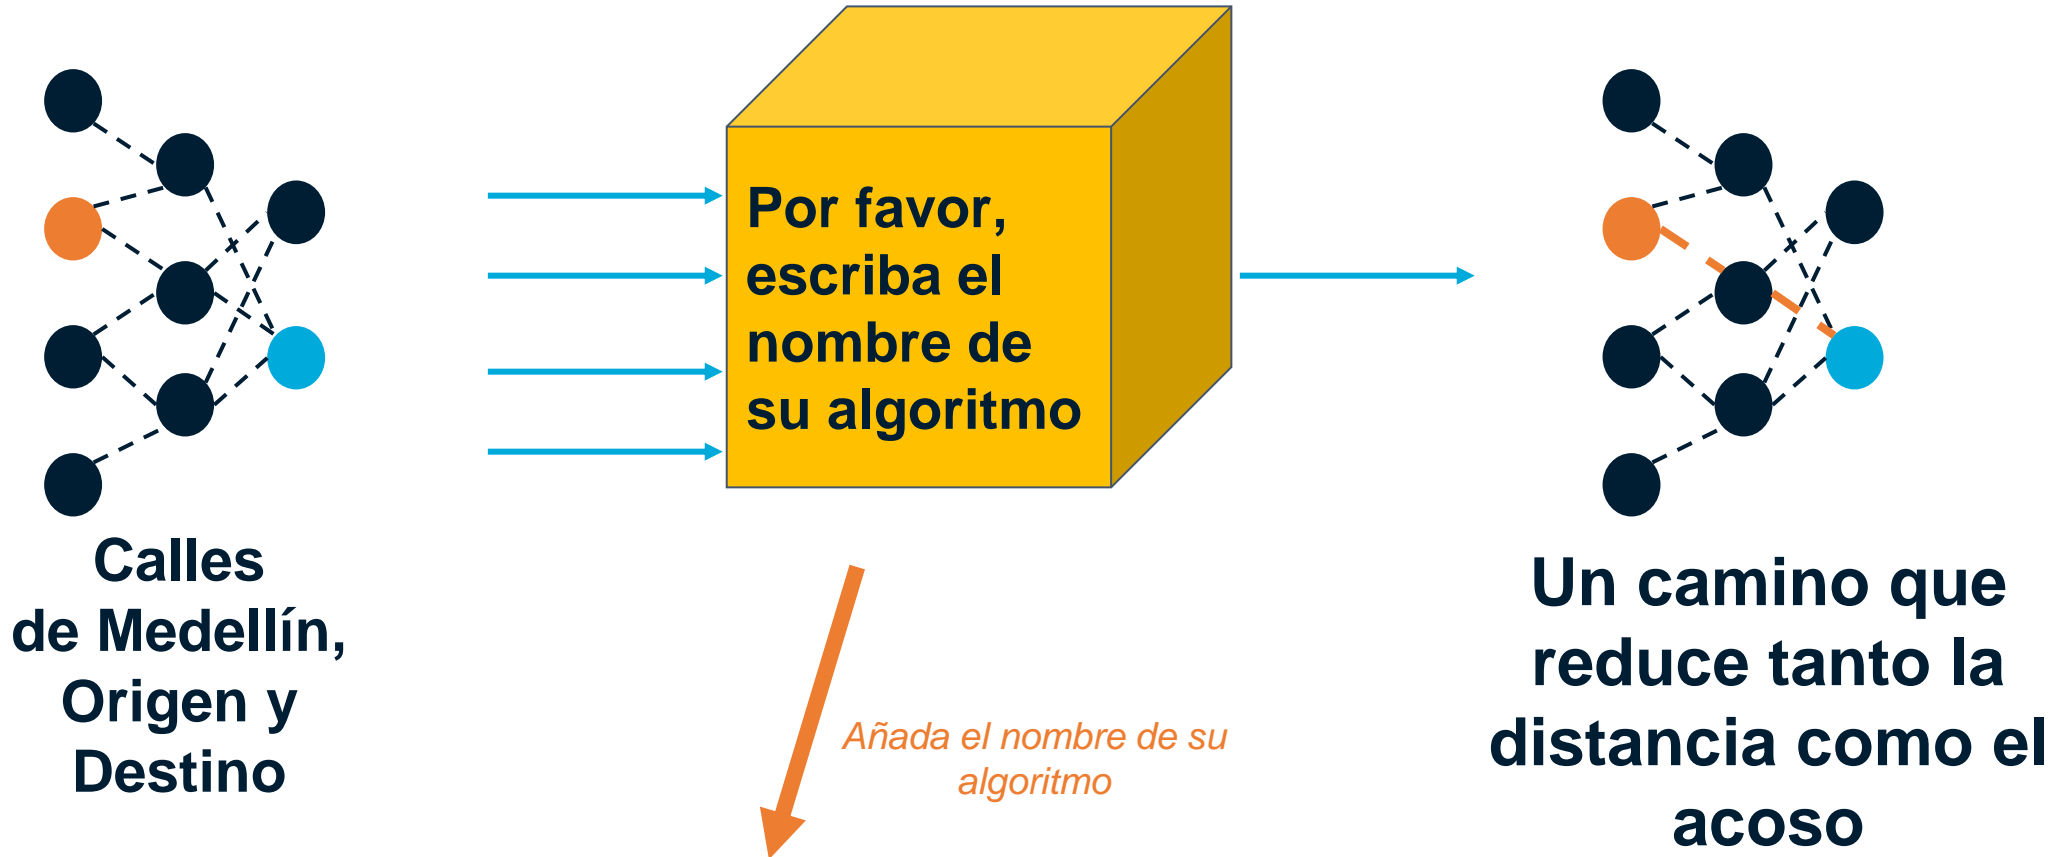 Calles
de Medellín,
Origen y
Destino
Por favor,
escriba el
nombre de
su algoritmo
Añada el nombre de su
algoritmo
Un camino que
reduce tanto la
distancia como el
acoso